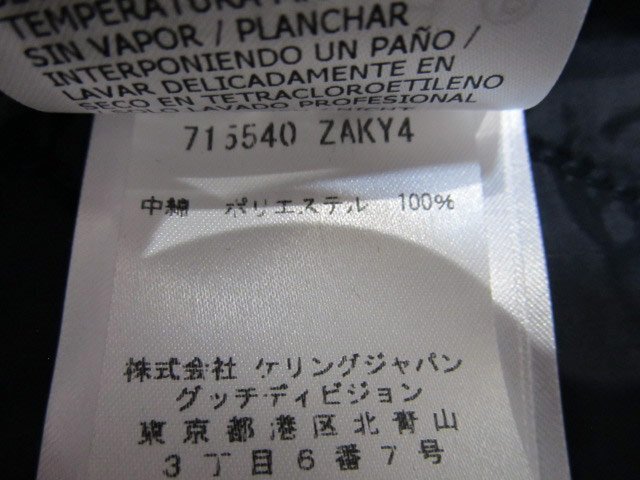 TEMPERATURA
SIN VAPOR / PLANCHAR
INTERPONIENDO UN PAÑO /
LAVAR DELICADAMENTE EN
SECO EN TETRACLOROETILENO
SOLO LAVADO PROFESIONAL
715540 ZAKY4
中綿 ポリエステル 100%
株式会社 ケリングジャパン
グッチディビジョン
東京都港区北青山
3丁目6番7号